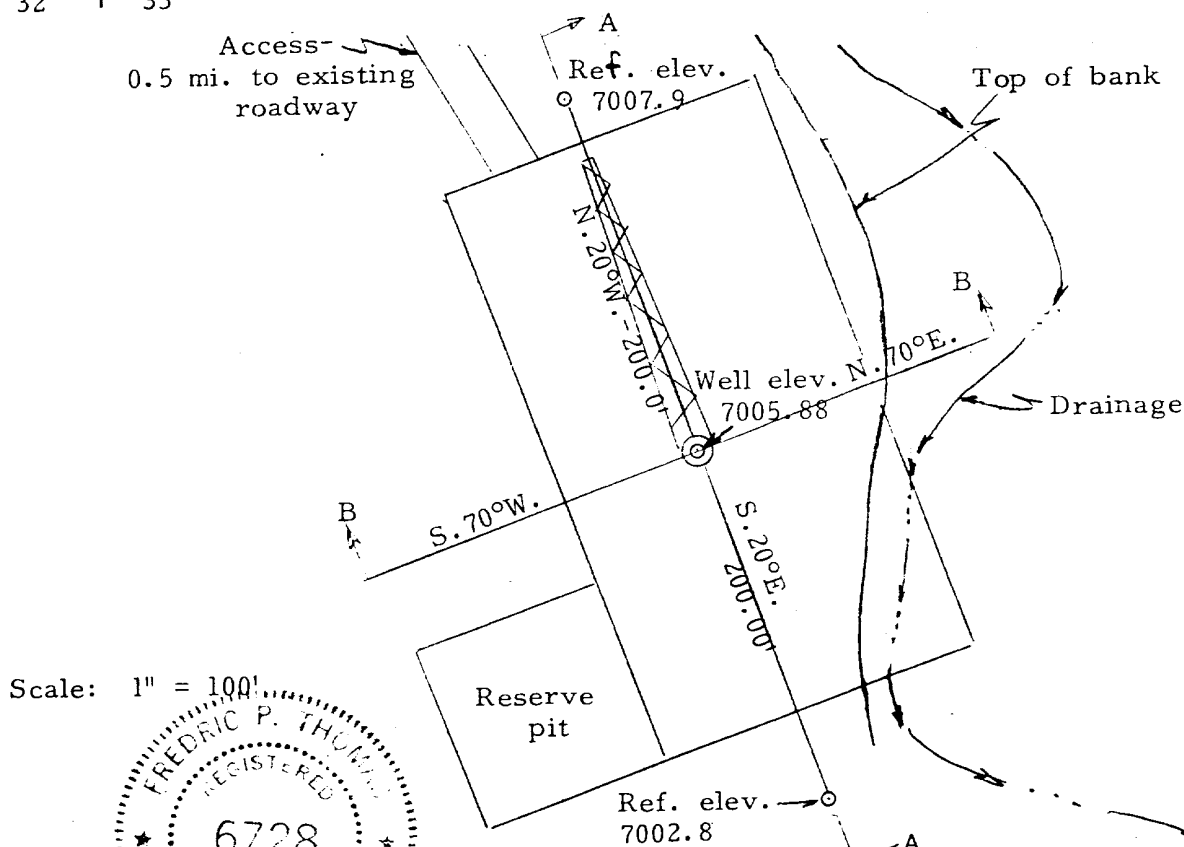 32 T 33
A
Access-
0.5 mi. to existing
roadway
Ref. elev.
7007.9
Top of bank
N.20°W.-200.0'
B
Well elev.
7005.88
N.70°E.
Drainage
B
S.70°W.
S.20°E.
200.00'
Scale: 1" = 100'
Reserve
pit
FREDRIC P.
REGISTERED
6728
Ref. elev.
7002.8
A